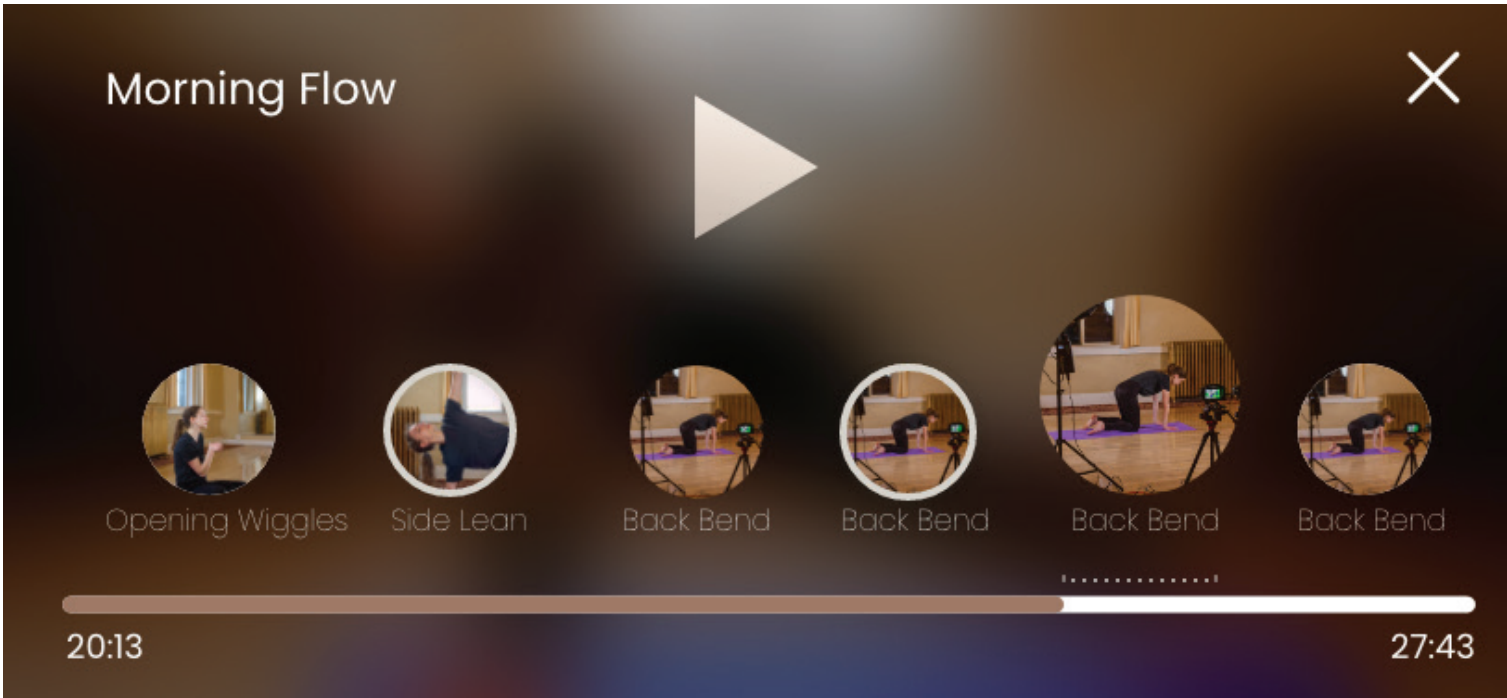 Morning Flow
Opening Wiggles
Side Lean
Back Bend
Back Bend
Back Bend
Back Bend
20:13
27:43